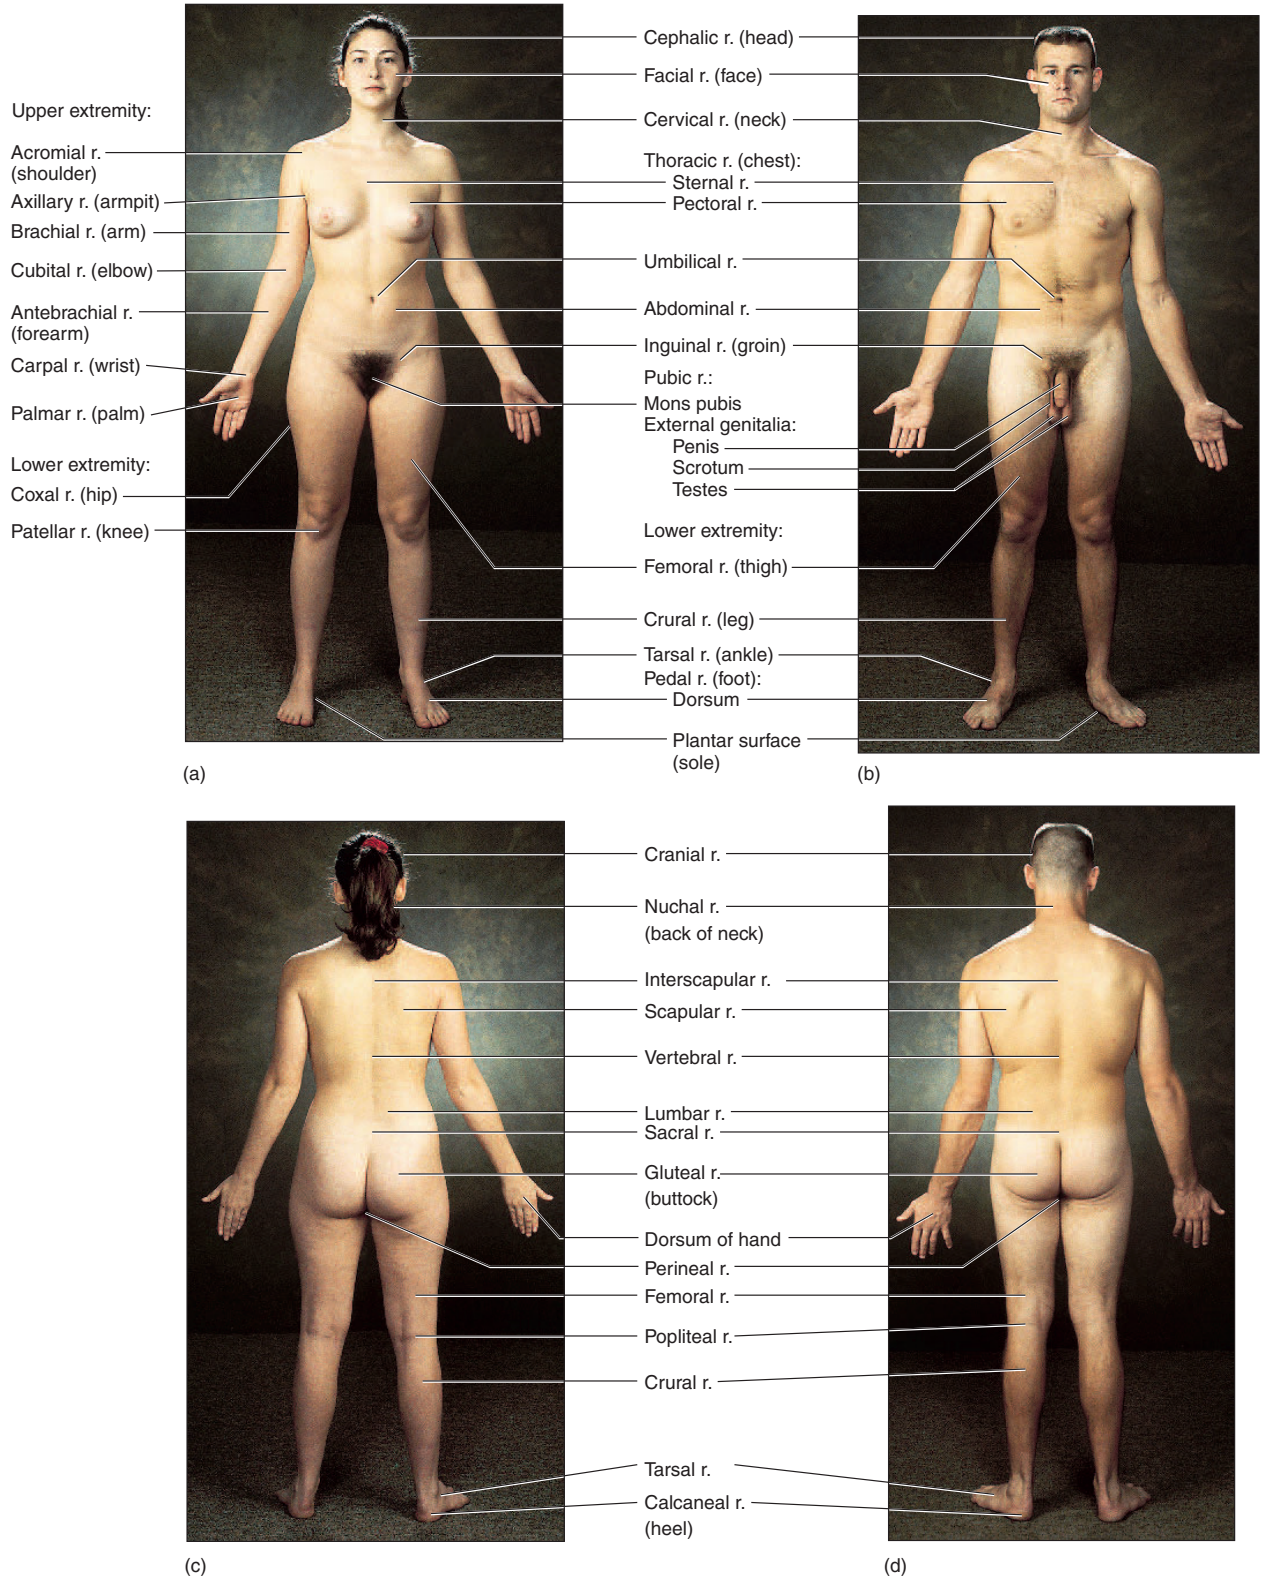 Cephalic r. (head)
Facial r. (face)
Upper extremity:
Cervical r. (neck)
Acromial r.
(shoulder)
Thoracic r. (chest):
Sternal r.
Axillary r. (armpit)
Pectoral r.
Brachial r. (arm)
Cubital r. (elbow)
Umbilical r.
Antebrachial r.
(forearm)
Abdominal r.
Carpal r. (wrist)
Inguinal r. (groin)
Pubic r.:
Palmar r. (palm)
Mons pubis
External genitalia:
Penis
Lower extremity:
Scrotum
Coxal r. (hip)
Testes
Patellar r. (knee)
Lower extremity:
Femoral r. (thigh)
Crural r. (leg)
Tarsal r. (ankle)
Pedal r. (foot):
Dorsum
Plantar surface
(sole)
(a)
(b)
Cranial r.
Nuchal r.
(back of neck)
Interscapular r.
Scapular r.
Vertebral r.
Lumbar r.
Sacral r.
Gluteal r.
(buttock)
Dorsum of hand
Perineal r.
Femoral r.
Popliteal r.
Crural r.
Tarsal r.
Calcaneal r.
(heel)
(c)
(d)